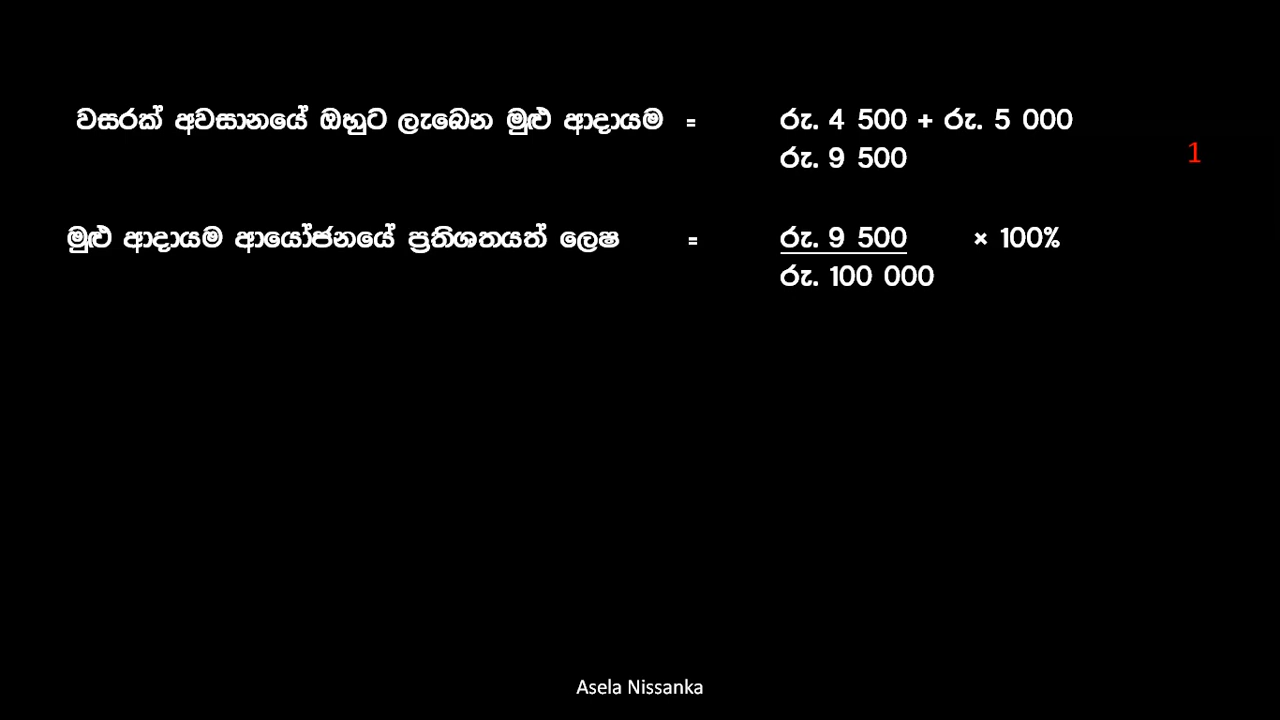 වසරක් අවසානයේ ඔහුට ලැබෙන මුළු ආදායම = රු. 4 500 + රු. 5 000
රු. 9 500
1
මුළු ආදායම ආයෝජනයේ ප්‍රතිශතයත් ලෙෂ = රු. 9 500 × 100%
රු. 100 000
Asela Nissanka